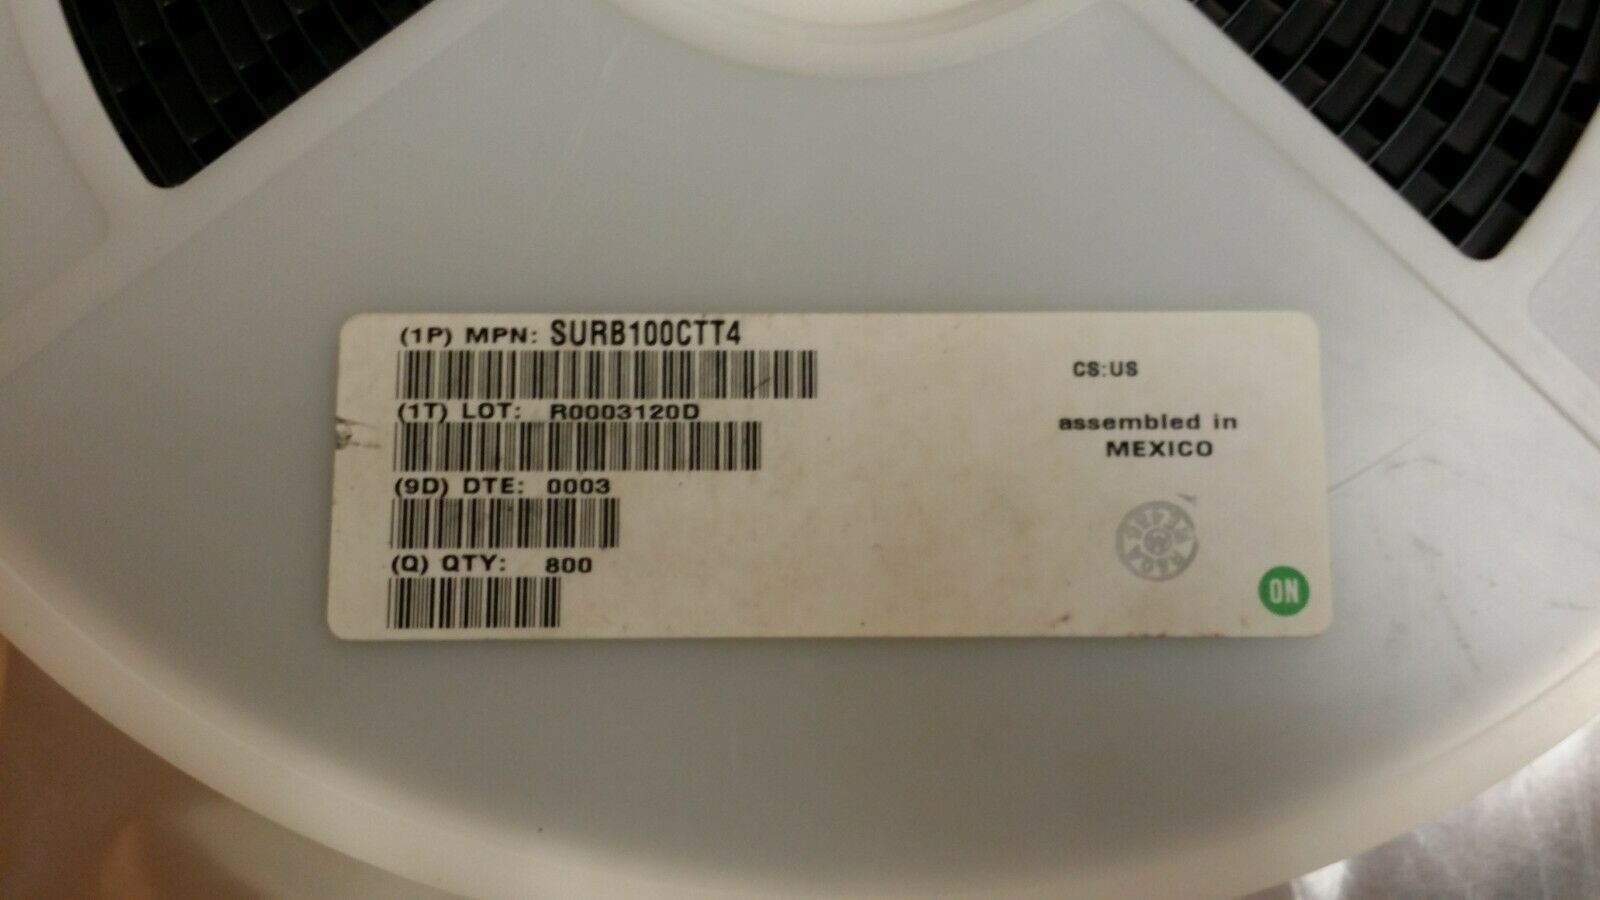 (1P) MPN: SURB100CTT4
(1T) LOT: R0003120D
(9D) DTE: 0003
(Q) QTY: 800
CS:US
assembled in
MEXICO
ON